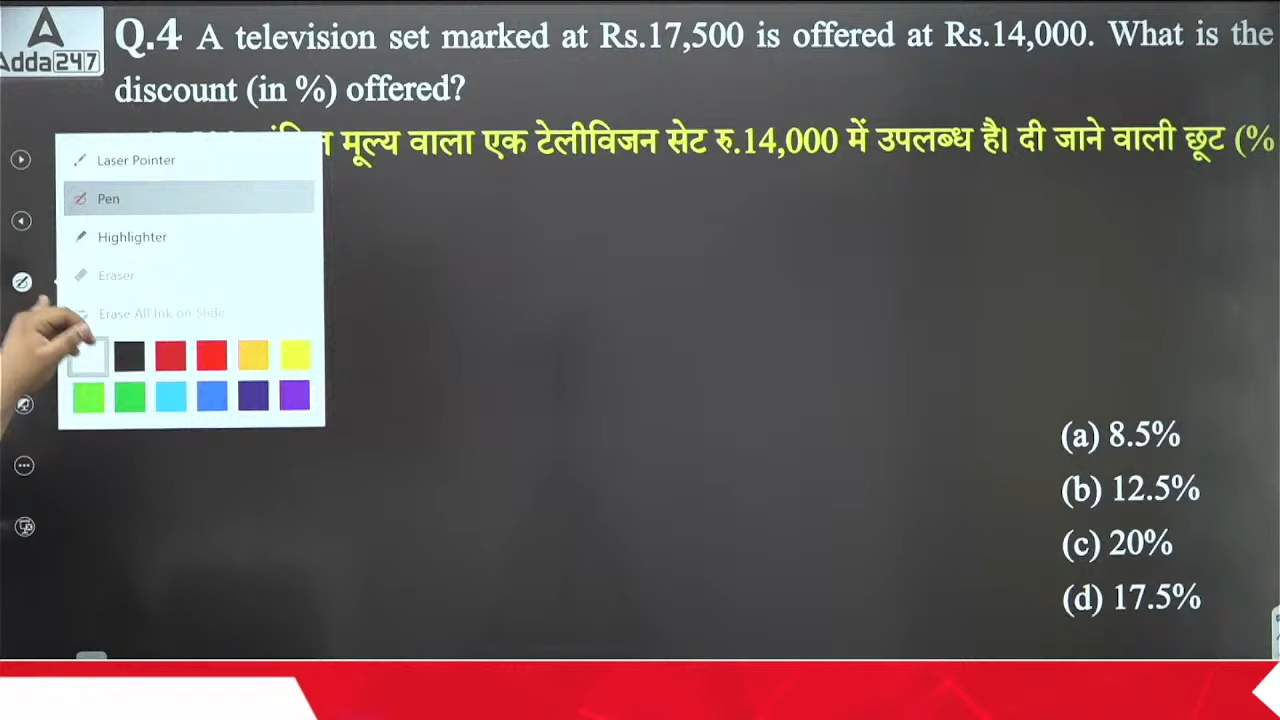 Q.4 A television set marked at Rs.17,500 is offered at Rs.14,000. What is the
discount (in %) offered?
मूल्य वाला एक टेलीविजन सेट रु.14,000 में उपलब्ध है। दी जाने वाली छूट (%
Adda 247
Laser Pointer
Pen
Highlighter
Eraser
Erase All Ink on Slide
(a) 8.5%
(b) 12.5%
(c) 20%
(d) 17.5%